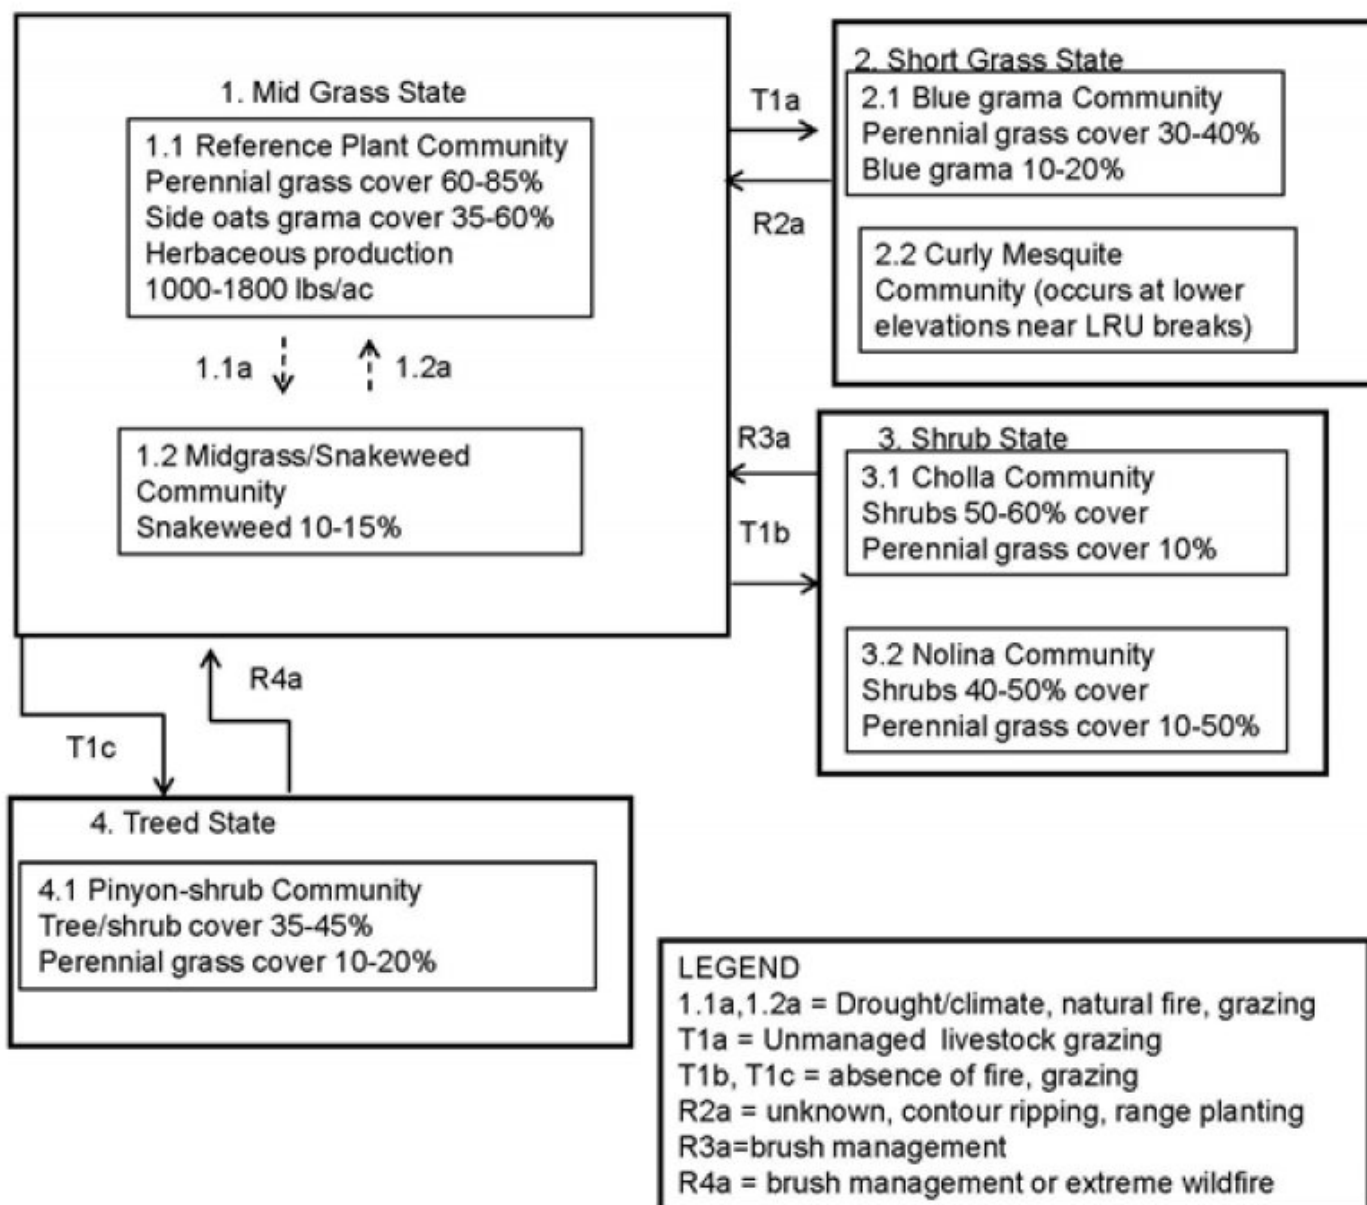 1. Mid Grass State
1.1 Reference Plant Community
Perennial grass cover 60-85%
Side oats grama cover 35-60%
Herbaceous production
1000-1800 lbs/ac
1.1a
1.2a
1.2 Midgrass/Snakeweed
Community
Snakeweed 10-15%
T1a
R2a
2. Short Grass State
2.1 Blue grama Community
Perennial grass cover 30-40%
Blue grama 10-20%
2.2 Curly Mesquite
Community (occurs at lower
elevations near LRU breaks)
R3a
T1b
3. Shrub State
3.1 Cholla Community
Shrubs 50-60% cover
Perennial grass cover 10%
3.2 Nolina Community
Shrubs 40-50% cover
Perennial grass cover 10-50%
R4a
T1c
4. Treed State
4.1 Pinyon-shrub Community
Tree/shrub cover 35-45%
Perennial grass cover 10-20%
LEGEND
1.1a,1.2a = Drought/climate, natural fire, grazing
T1a = Unmanaged livestock grazing
T1b, T1c = absence of fire, grazing
R2a = unknown, contour ripping, range planting
R3a=brush management
R4a = brush management or extreme wildfire